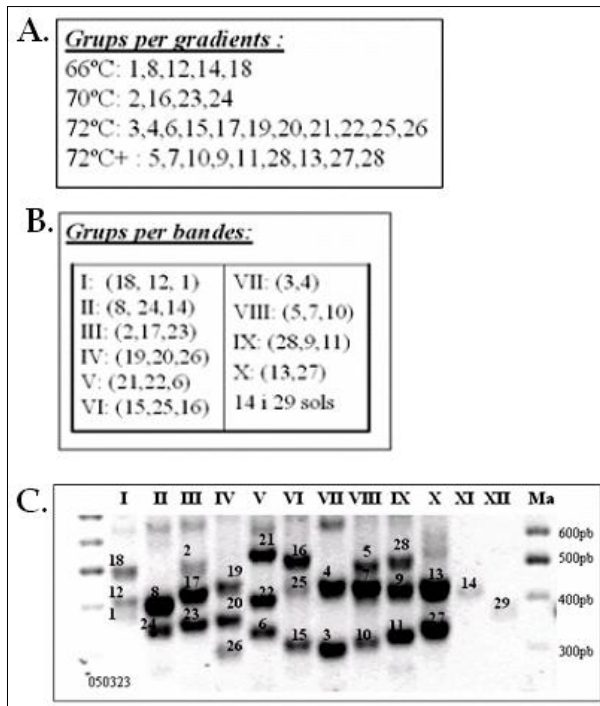 A.
Grups per gradients :
66°C: 1,8,12,14,18
70°C: 2,16,23,24
72°C: 3,4,6,15,17,19,20,21,22,25,26
72°C+ : 5,7,10,9,11,28,13,27,28
B.
Grups per bandes:
I: (18, 12, 1)
II: (8, 24,14)
III: (2,17,23)
IV: (19,20,26)
V: (21,22,6)
VI: (15,25,16)
VII: (3,4)
VIII: (5,7,10)
IX: (28,9,11)
X: (13,27)
14 i 29 sols
C.
I II III IV V VI VII VIII IX X XI XII Ma
21
600pb
18 2 19 16 5 28 500pb
25 4 7 9 13 14
12 8 17 20 22 29 400pb
1 24 23 6 11 27
26 15 3 10 300pb
050323